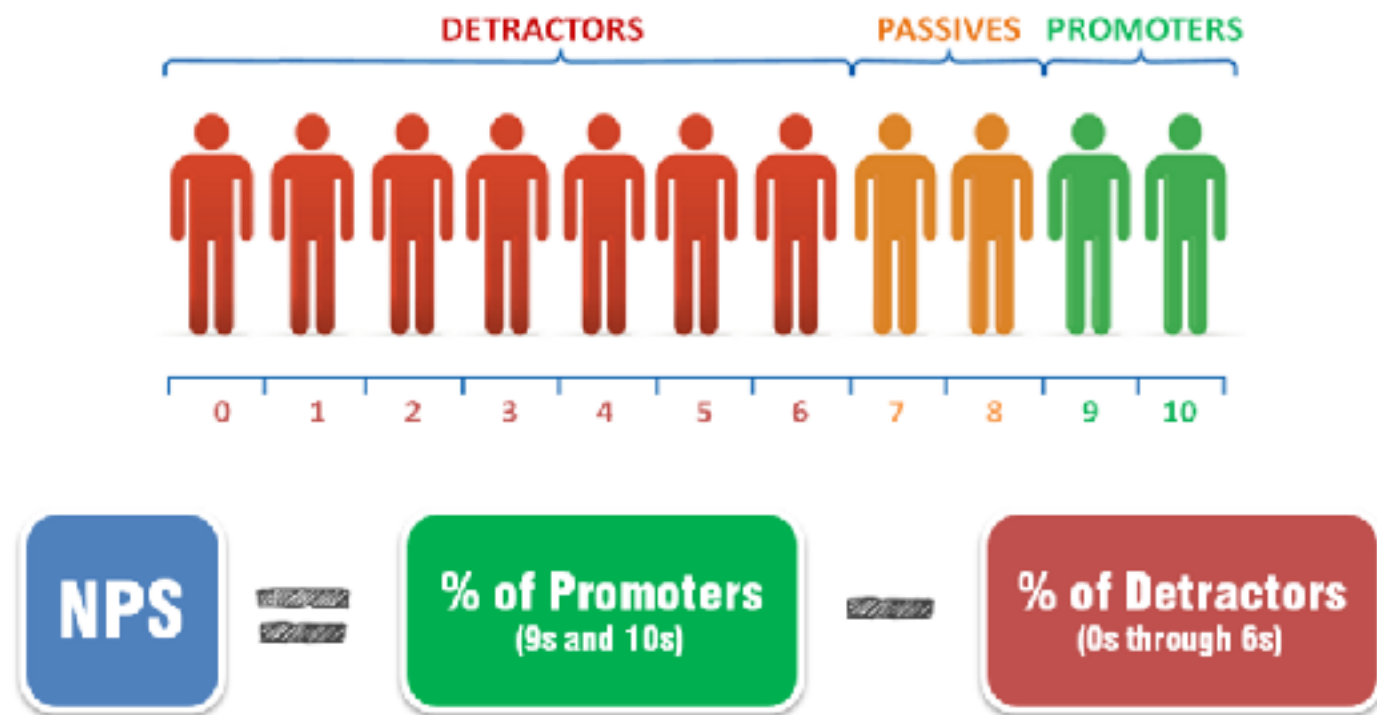 DETRACTORS PASSIVES PROMOTERS
0 1 2 3 4 5 6 7 8 9 10
NPS = % of Promoters - % of Detractors
(9s and 10s) (0s through 6s)